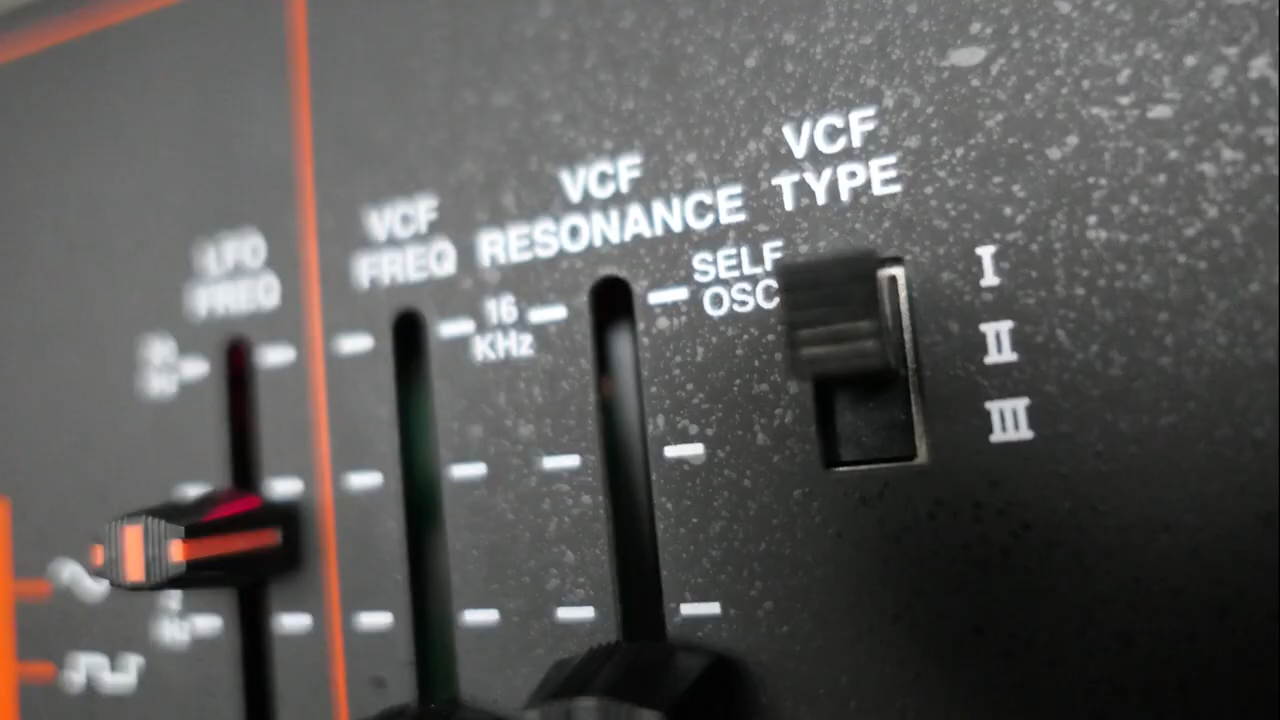 LFO
FREQ
VCF
FREQ
16
KHz
VCF
RESONANCE
SELF
OSC
VCF
TYPE
I
II
III